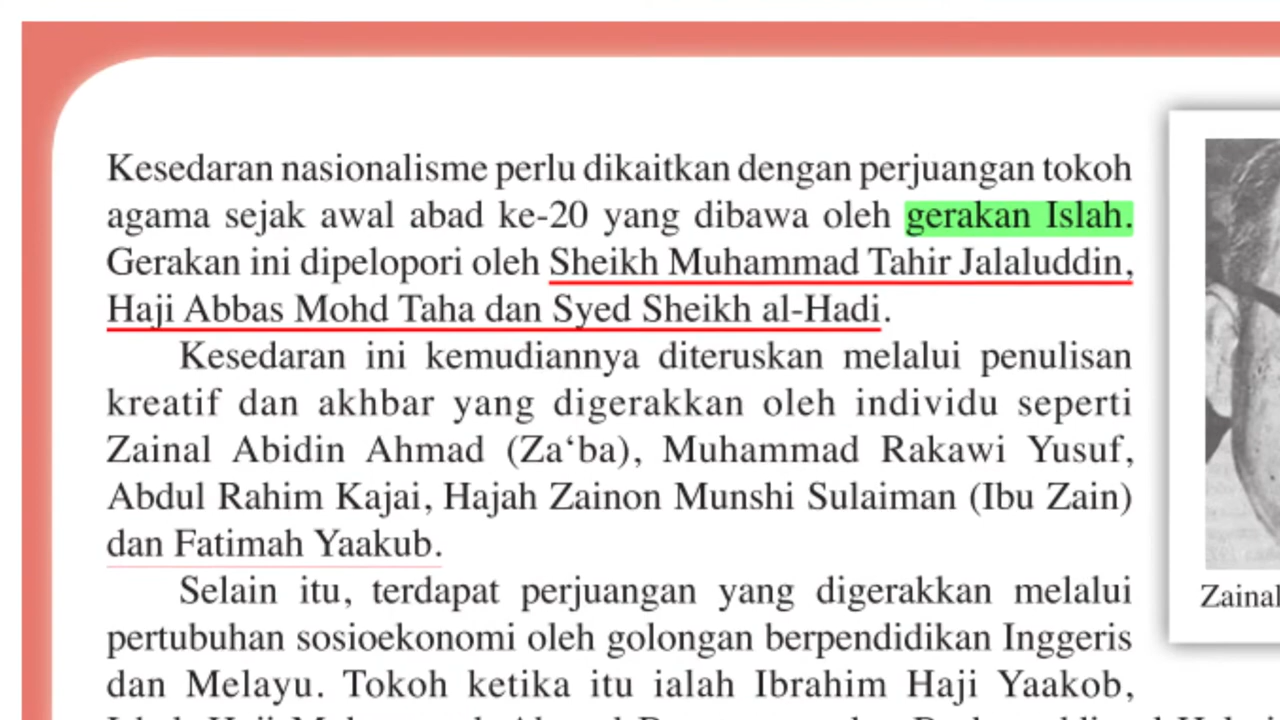 Kesedaran nasionalisme perlu dikaitkan dengan perjuangan tokoh
agama sejak awal abad ke-20 yang dibawa oleh gerakan Islah.
Gerakan ini dipelopori oleh Sheikh Muhammad Tahir Jalaluddin,
Haji Abbas Mohd Taha dan Syed Sheikh al-Hadi.
Kesedaran ini kemudiannya diteruskan melalui penulisan
kreatif dan akhbar yang digerakkan oleh individu seperti
Zainal Abidin Ahmad (Za‘ba), Muhammad Rakawi Yusuf,
Abdul Rahim Kajai, Hajah Zainon Munshi Sulaiman (Ibu Zain)
dan Fatimah Yaakub.
Selain itu, terdapat perjuangan yang digerakkan melalui
pertubuhan sosioekonomi oleh golongan berpendidikan Inggeris
dan Melayu. Tokoh ketika itu ialah Ibrahim Haji Yaakob,
Zainal